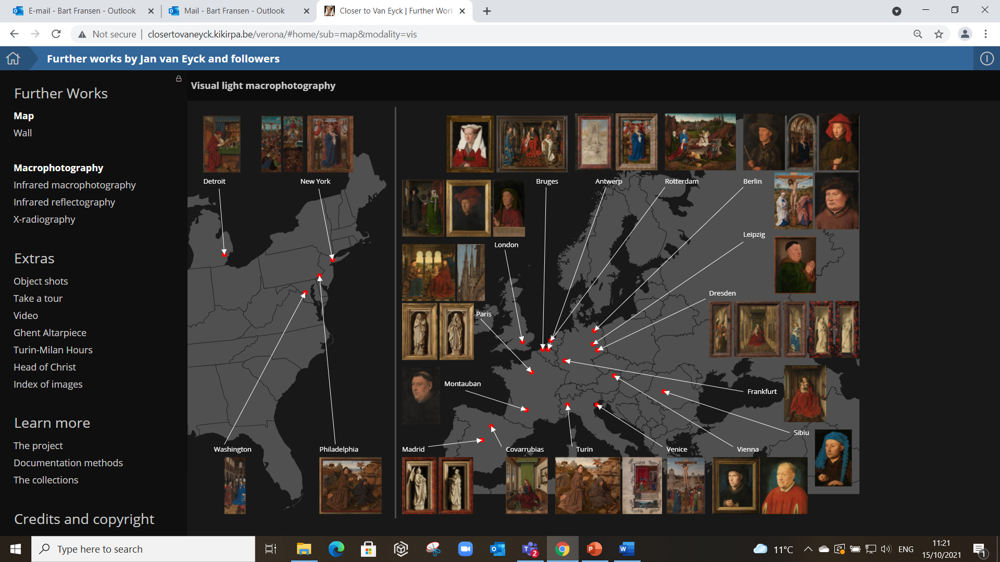 E-mail - Bart Fransen - Outlook
Mail - Bart Fransen - Outlook
Closer to Van Eyck | Further Work
Not secure | closertovaneyck.kikirpa.be/verona/#home/sub=map&modality=vis
Further works by Jan van Eyck and followers
Further Works
Map
Wall
Macrophotography
Infrared macrophotography
Infrared reflectography
X-radiography
Extras
Object shots
Take a tour
Video
Ghent Altarpiece
Turin-Milan Hours
Head of Christ
Index of images
Learn more
The project
Documentation methods
The collections
Credits and copyright
Visual light macrophotography
Detroit
New York
Washington
Philadelphia
Bruges
Antwerp
Rotterdam
Berlin
London
Leipzig
Dresden
Paris
Montauban
Frankfurt
Sibiu
Madrid
Covarrubias
Turin
Venice
Vienna
Type here to search
2
11°C
ENG
11:21
15/10/2021
1